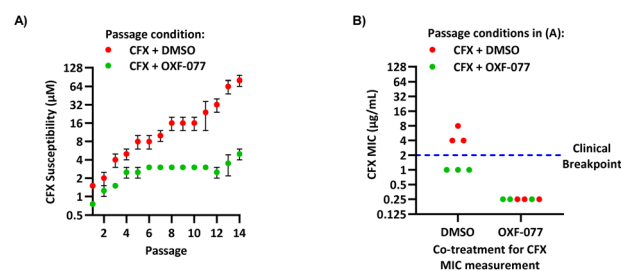 A)
Passage condition:
CFX + DMSO
CFX + OXF-077
CFX Susceptibility (µM)
128
64
32
16
8
4
2
1
0.5
2
4
6
8
10
12
14
Passage
B)
Passage conditions in (A):
CFX + DMSO
CFX + OXF-077
CFX MIC (µg/mL)
128
64
32
16
8
4
2
1
0.5
0.25
0.125
Clinical
Breakpoint
DMSO
OXF-077
Co-treatment for CFX
MIC measurement